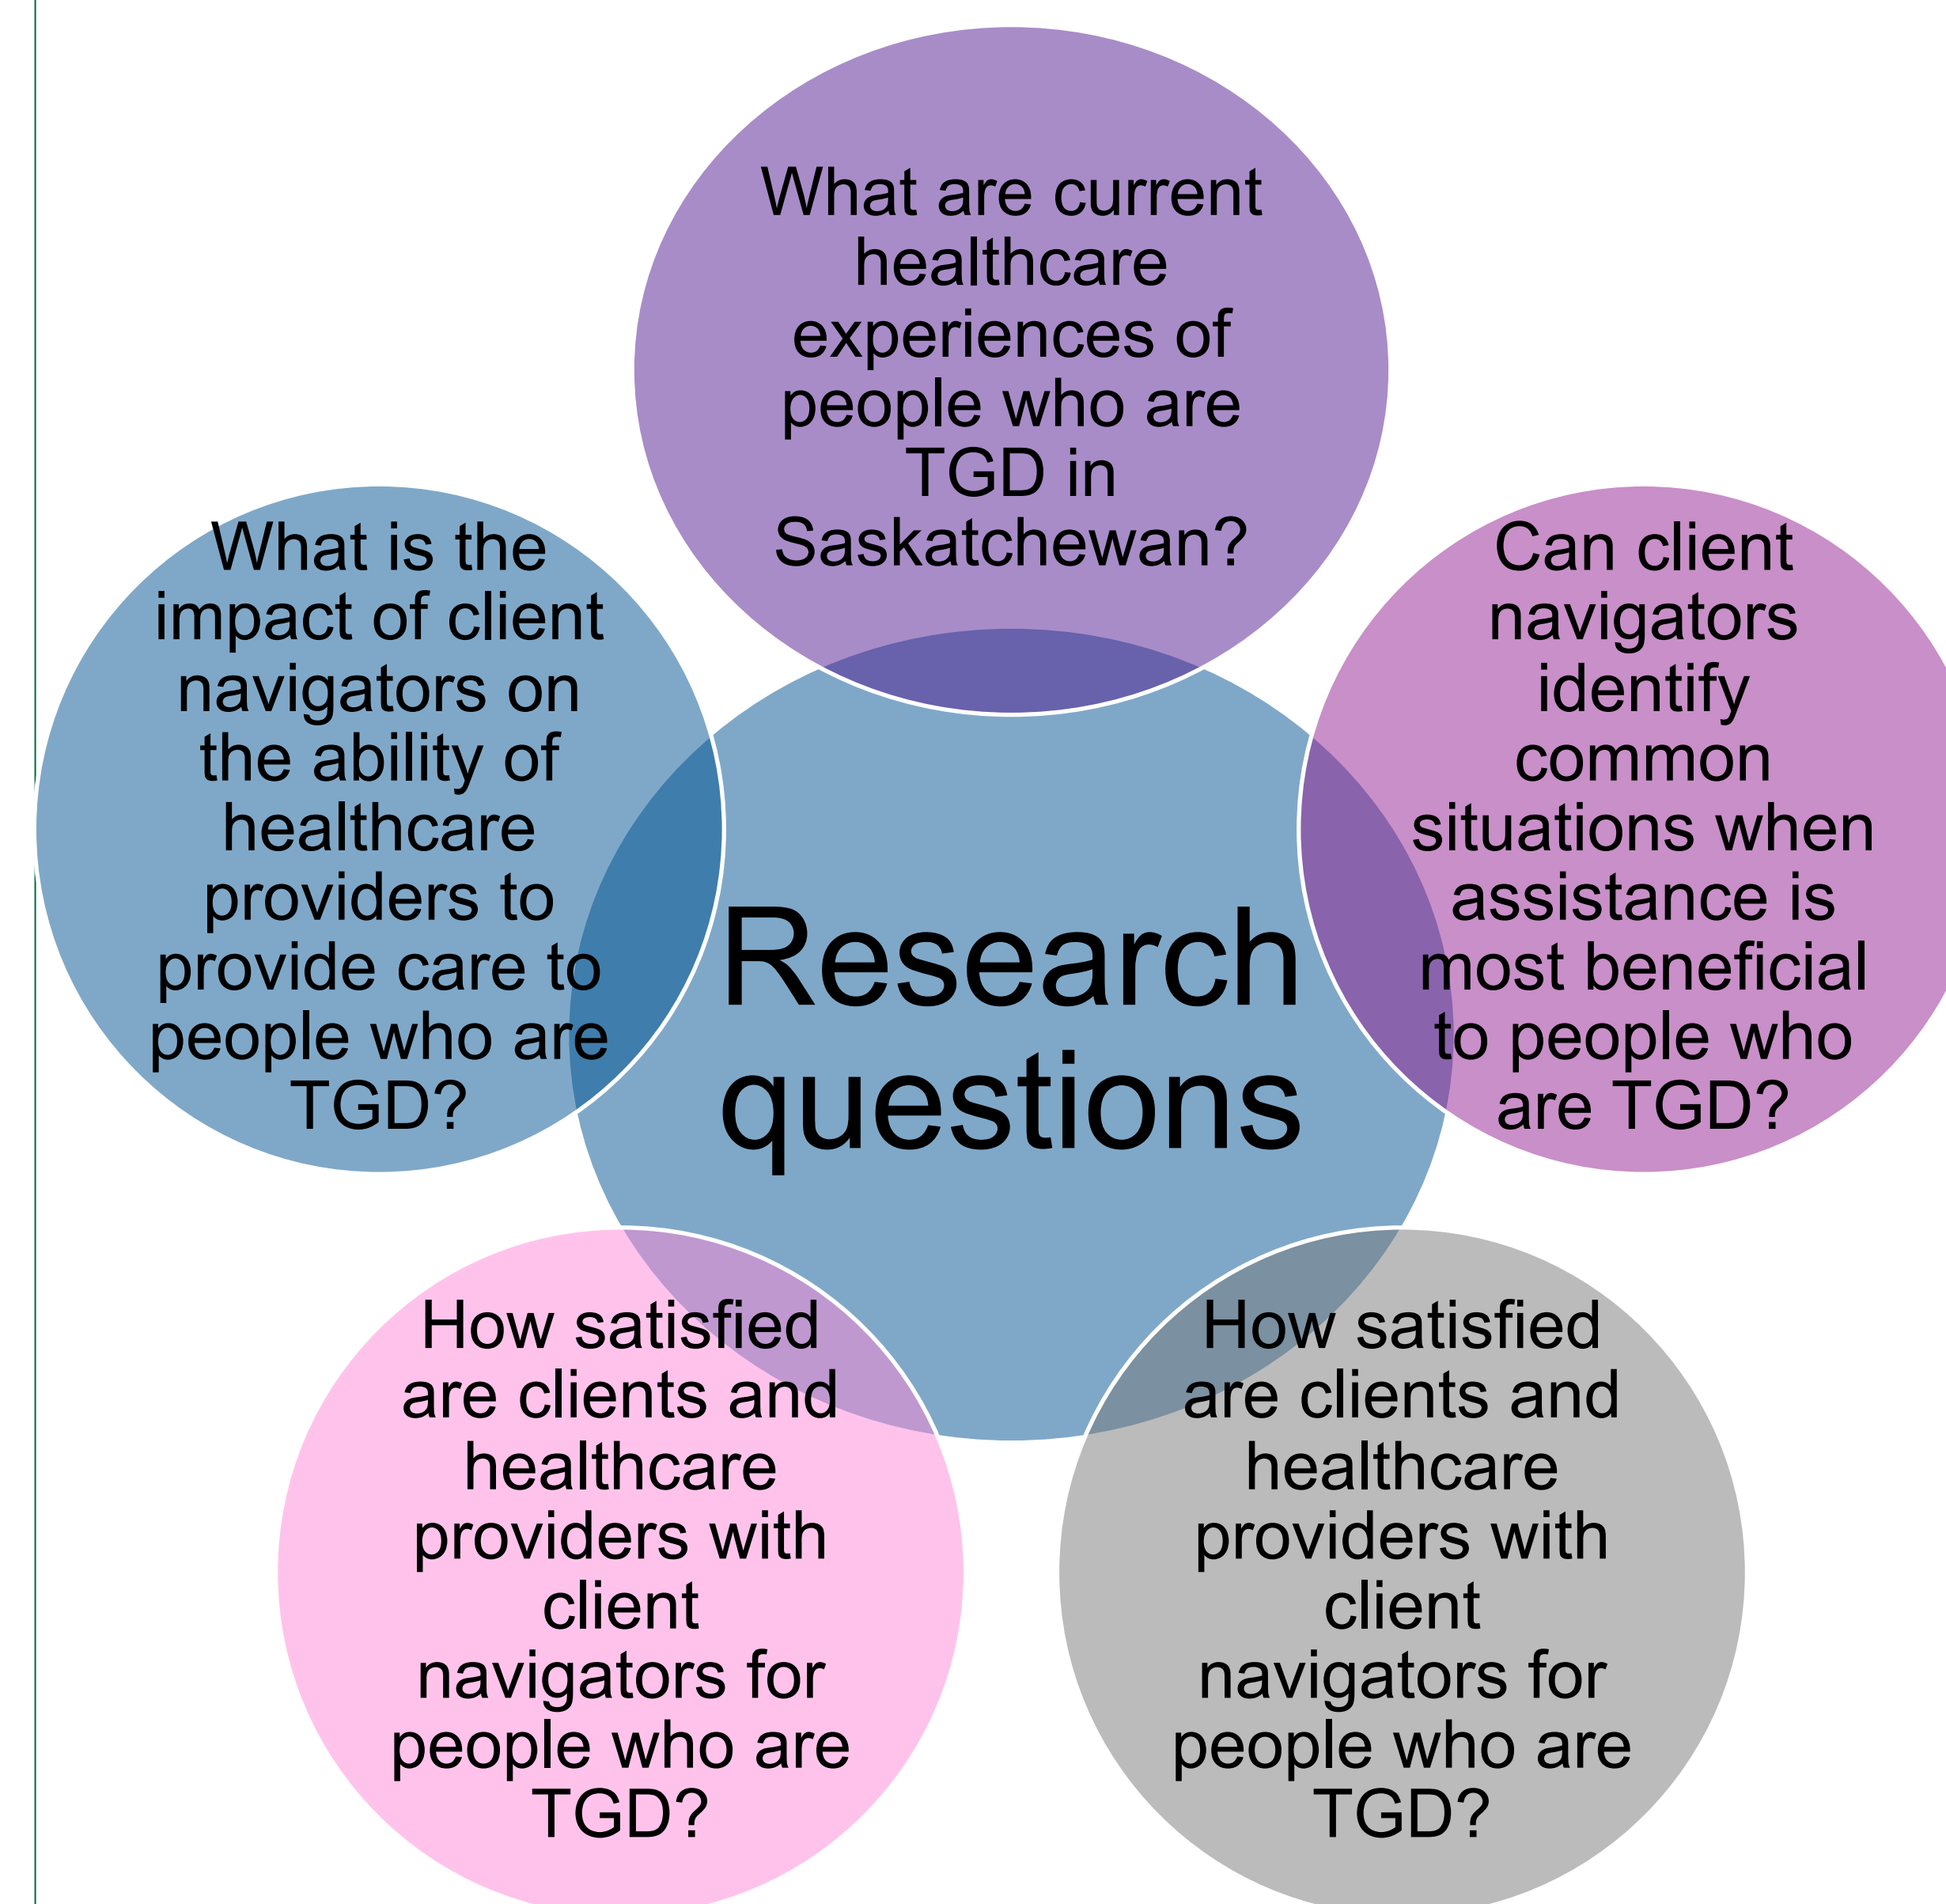 What are current
healthcare
experiences of
people who are
TGD in
Saskatchewan?
What is the
impact of client
navigators on
the ability of
healthcare
providers to
provide care to
people who are
TGD?
Can client
navigators
identify
common
situations when
assistance is
most beneficial
to people who
are TGD?
Research
questions
How satisfied
are clients and
healthcare
providers with
client
navigators for
people who are
TGD?
How satisfied
are clients and
healthcare
providers with
client
navigators for
people who are
TGD?